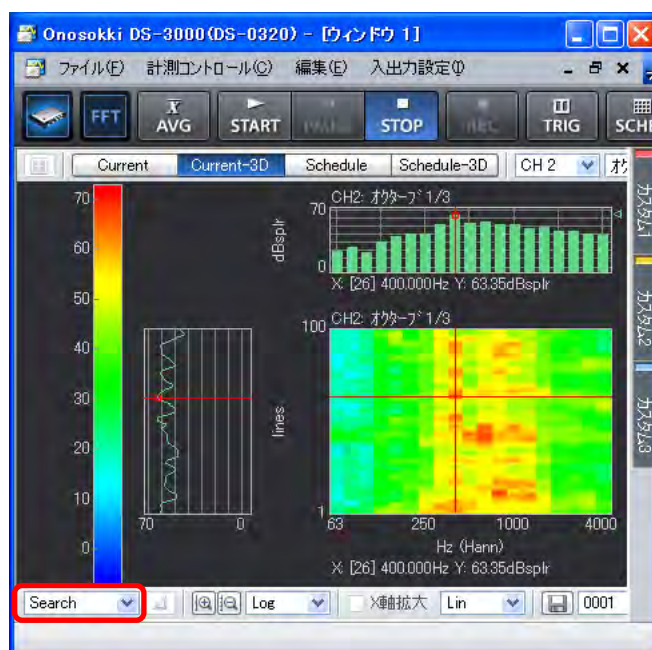 Onosokki DS-3000(DS-0320) - [ウィンドウ 1]
ファイル(F) 計測コントロール(C) 編集(E) 入出力設定(I)
FFT X AVG START STOP TRIG SCHE
Current Current-3D Schedule Schedule-3D CH 2
カスタム1
カスタム2
カスタム3
70
60
50
40
30
20
10
0
CH2: オクターブ1/3
70
dBsplr
0
X: [26] 400.000Hz Y: 63.35dBsplr
CH2: オクターブ1/3
100
lines
1
63 250 1000 4000
Hz (Hann)
X: [26] 400.000Hz Y: 63.35dBsplr
70 0
Search Log X軸拡大 Lin 0001